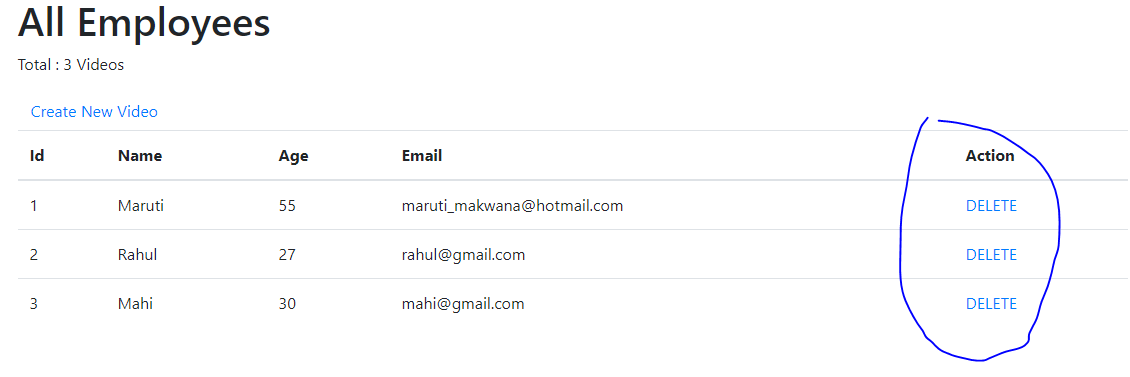 All Employees
Total : 3 Videos
Create New Video
Id Name Age Email Action
1 Maruti 55 maruti_makwana@hotmail.com DELETE
2 Rahul 27 rahul@gmail.com DELETE
3 Mahi 30 mahi@gmail.com DELETE